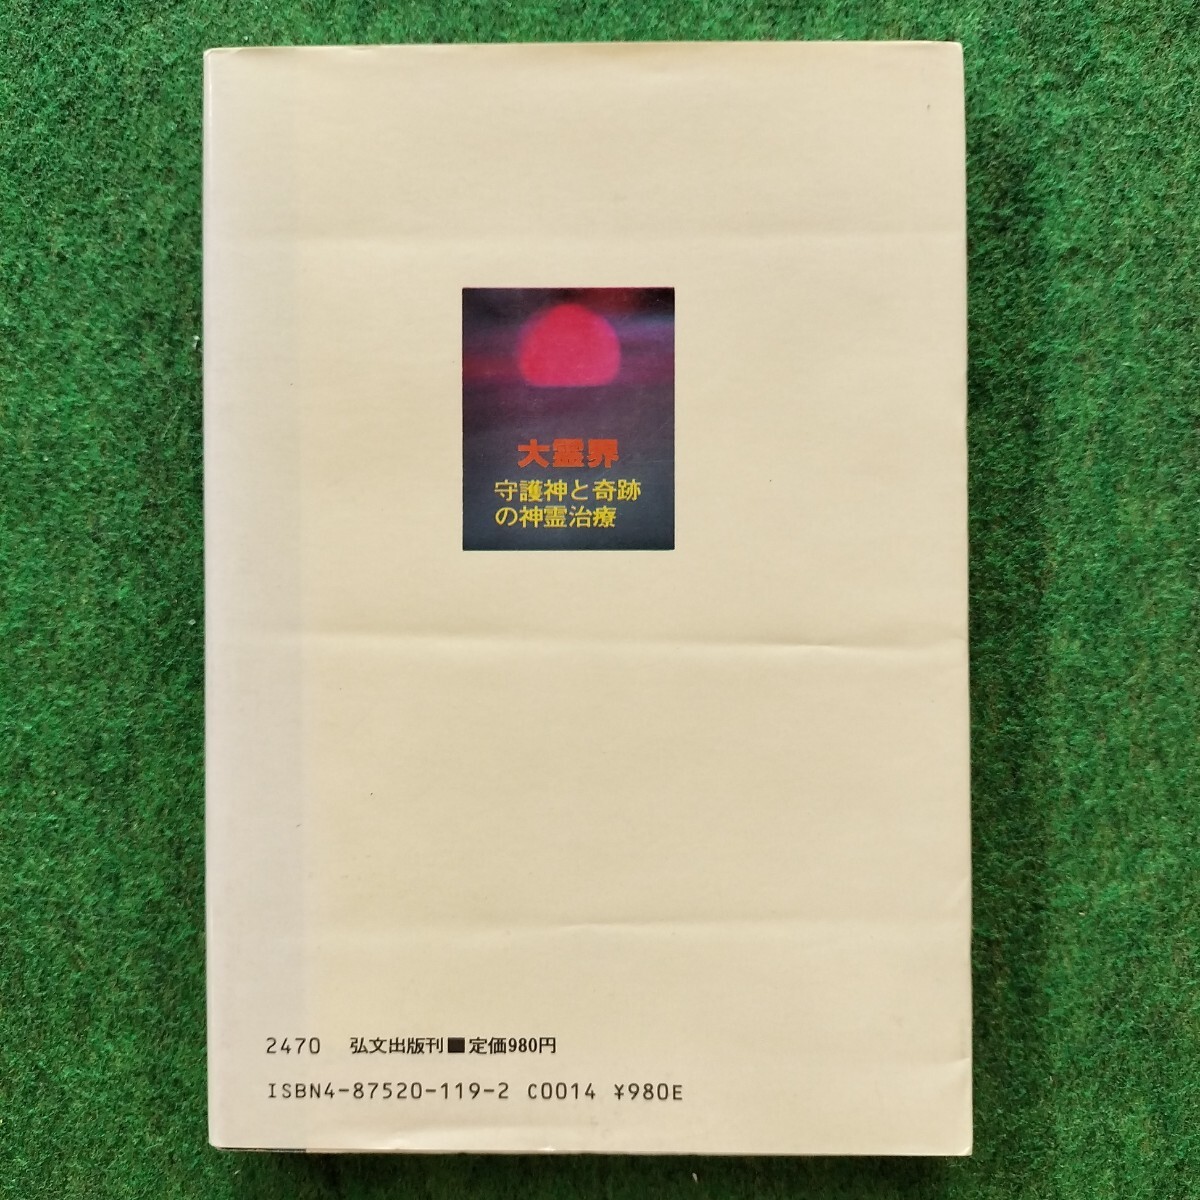 大霊界
守護神と奇跡
の神霊治療
2470 弘文出版刊■定価980円
ISBN4-87520-119-2 C0014 ¥980E